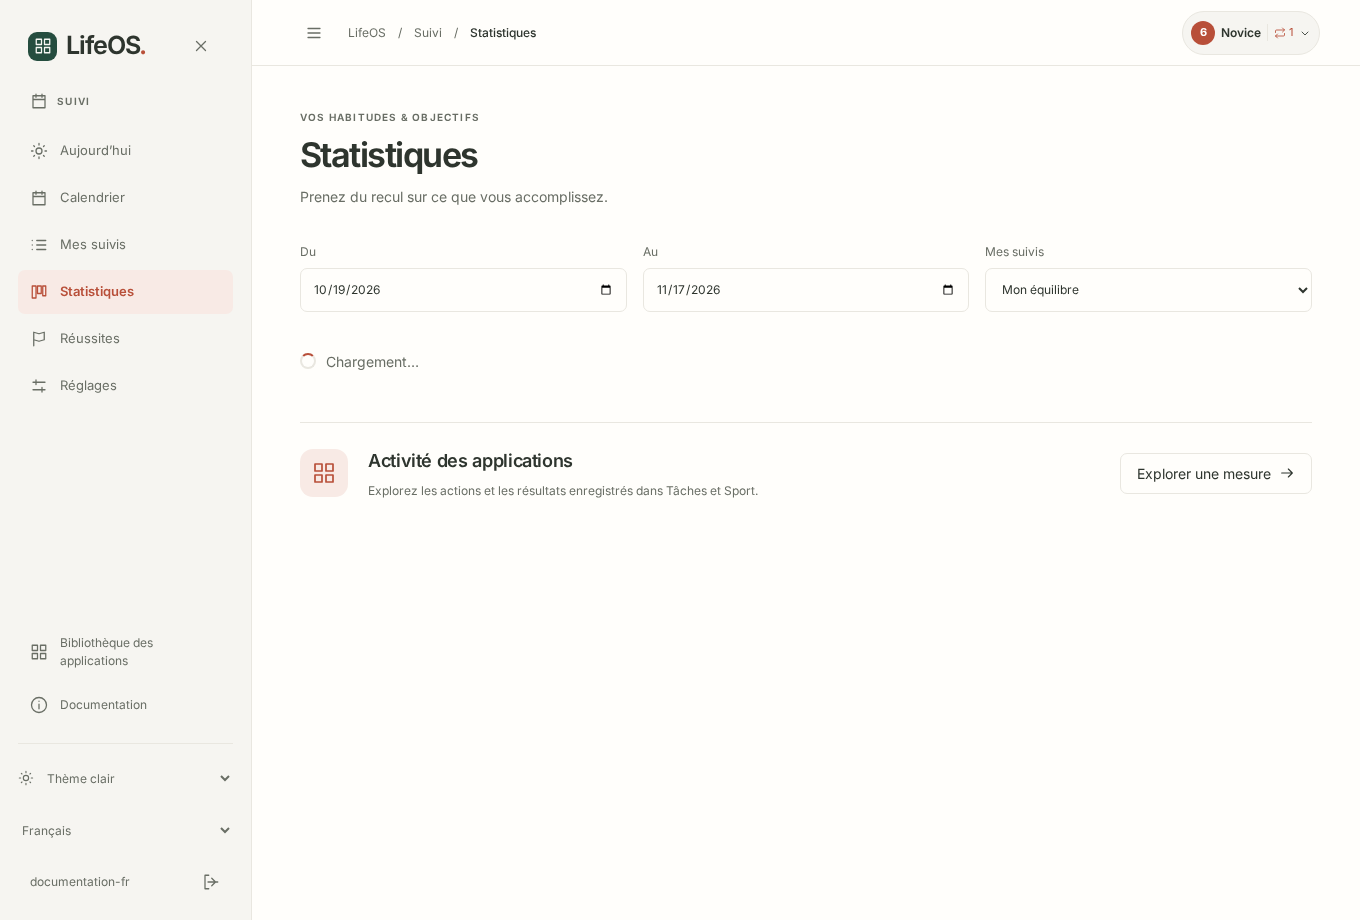 LifeOS.
SUIVI
Aujourd’hui
Calendrier
Mes suivis
Statistiques
Réussites
Réglages
Bibliothèque des
applications
Documentation
Thème clair
Français
documentation-fr
LifeOS / Suivi / Statistiques
6 Novice 1
VOS HABITUDES & OBJECTIFS
Statistiques
Prenez du recul sur ce que vous accomplissez.
Du Au Mes suivis
10/19/2026 11/17/2026 Mon équilibre
Chargement…
Activité des applications
Explorez les actions et les résultats enregistrés dans Tâches et Sport.
Explorer une mesure